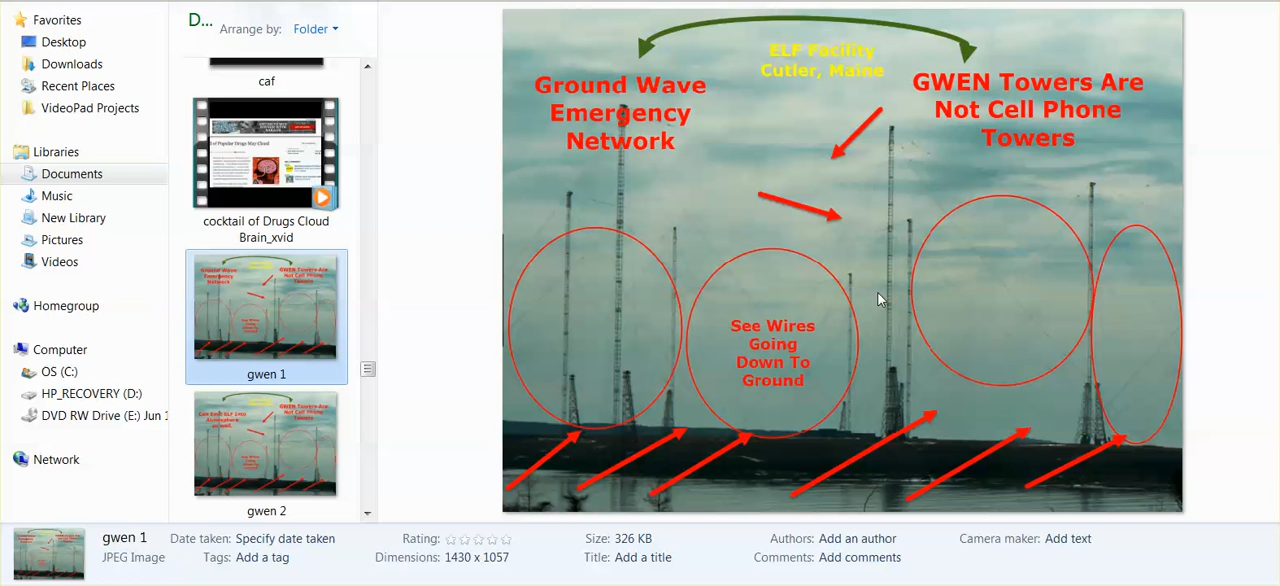 Favorites
Desktop
Downloads
Recent Places
VideoPad Projects
Libraries
Documents
Music
New Library
Pictures
Videos
Homegroup
Computer
OS (C:)
HP_RECOVERY (D:)
DVD RW Drive (E:) Jun 1
Network
D...
Arrange by: Folder
caf
cocktail of Drugs Cloud
Brain_xvid
gwen 1
gwen 2
ELF Facility
Cutler, Maine
Ground Wave
Emergency
Network
GWEN Towers Are
Not Cell Phone
Towers
See Wires
Going
Down To
Ground
gwen 1
JPEG Image
Date taken: Specify date taken
Tags: Add a tag
Rating:
Dimensions: 1430 x 1057
Size: 326 KB
Title: Add a title
Authors: Add an author
Comments: Add comments
Camera maker: Add text